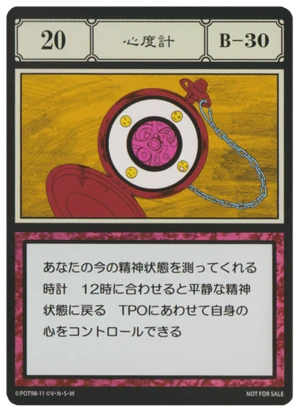 20
心度計
B-30
あなたの今の精神状態を測ってくれる
時計　12時に合わせると平静な精神
状態に戻る　TPOにあわせて自身の
心をコントロールできる
©POT98-11 ©V・N・S・M
NOT FOR SALE